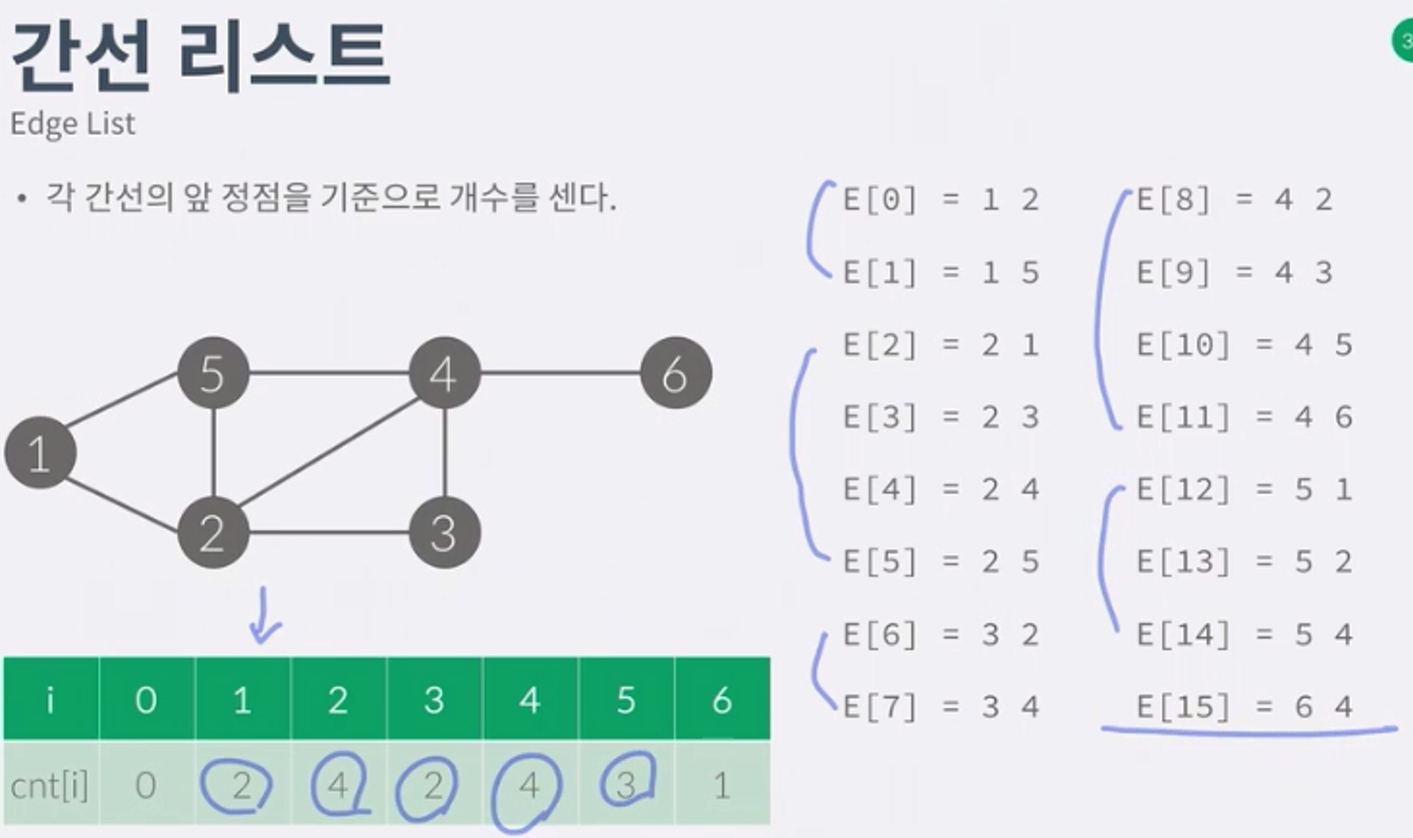 간선 리스트
3
Edge List
• 각 간선의 앞 정점을 기준으로 개수를 센다.
E[0] = 1 2
E[1] = 1 5
E[2] = 2 1
E[3] = 2 3
E[4] = 2 4
E[5] = 2 5
E[6] = 3 2
E[7] = 3 4
E[8] = 4 2
E[9] = 4 3
E[10] = 4 5
E[11] = 4 6
E[12] = 5 1
E[13] = 5 2
E[14] = 5 4
E[15] = 6 4
5 4 6
1
2 3
i 0 1 2 3 4 5 6
cnt[i] 0 2 4 2 4 3 1